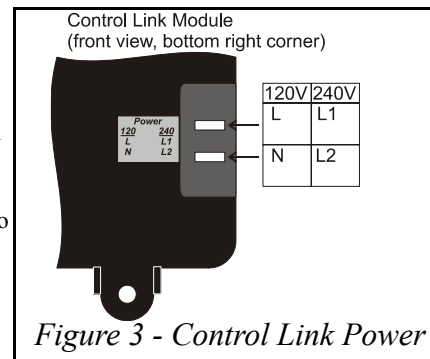 Control Link Module
(front view, bottom right corner)
Power
120 240
L L1
N L2
120V 240V
L L1
N L2
o
Figure 3 - Control Link Power